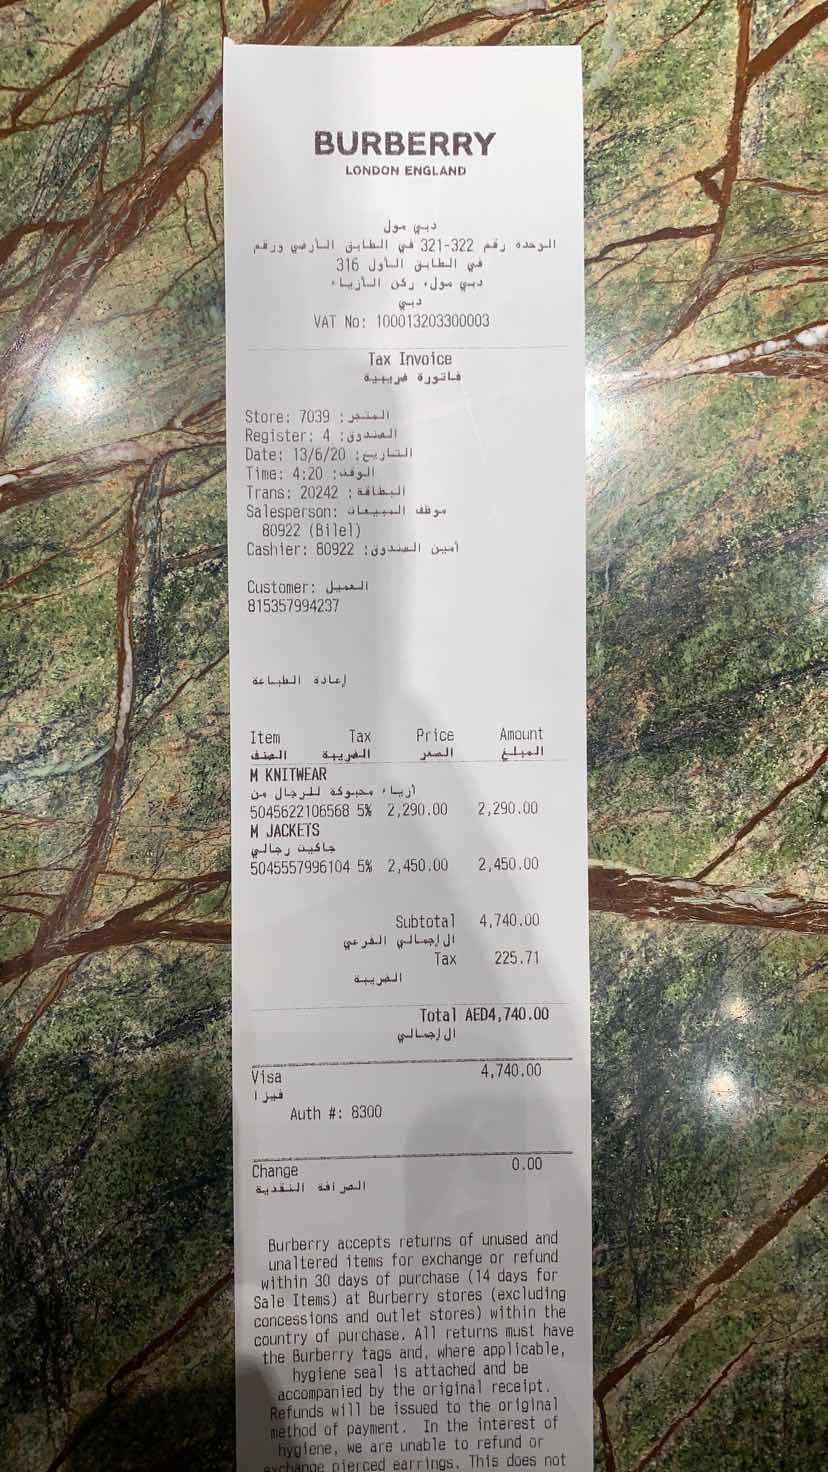 BURBERRY
LONDON ENGLAND
دبي مول
الوحدة رقم 322-321 في الطابق الأرضي ورقم
316 في الطابق الأول
دبي مول، ركن الأزياء
دبي
VAT No: 100013203300003
Tax Invoice
فاتورة ضريبية
Store: 7039 :المتجر
Register: 4 :الصندوق
Date: 13/6/20 :التاريخ
Time: 4:20 :الوقت
Trans: 20242 :البطاقة
Salesperson: موظف المبيعات
80922 (Bilel)
Cashier: 80922 :أمين الصندوق
Customer: العميل
815357994237
إعادة الطباعة
Item Tax Price Amount
الصنف الضريبة السعر المبلغ
M KNITWEAR
أزياء محبوكة للرجال من
5045622106568 5% 2,290.00 2,290.00
M JACKETS
جاكيت رجالي
5045557996104 5% 2,450.00 2,450.00
Subtotal 4,740.00
الإجمالي الفرعي
Tax 225.71
الضريبة
Total AED4,740.00
الإجمالي
Visa 4,740.00
فيزا
Auth #: 8300
Change 0.00
الصرافة النقدية
Burberry accepts returns of unused and
unaltered items for exchange or refund
within 30 days of purchase (14 days for
Sale Items) at Burberry stores (excluding
concessions and outlet stores) within the
country of purchase. All returns must have
the Burberry tags and, where applicable,
hygiene seal is attached and be
accompanied by the original receipt.
Refunds will be issued to the original
method of payment. In the interest of
hygiene, we are unable to refund or
exchange pierced earrings. This does not